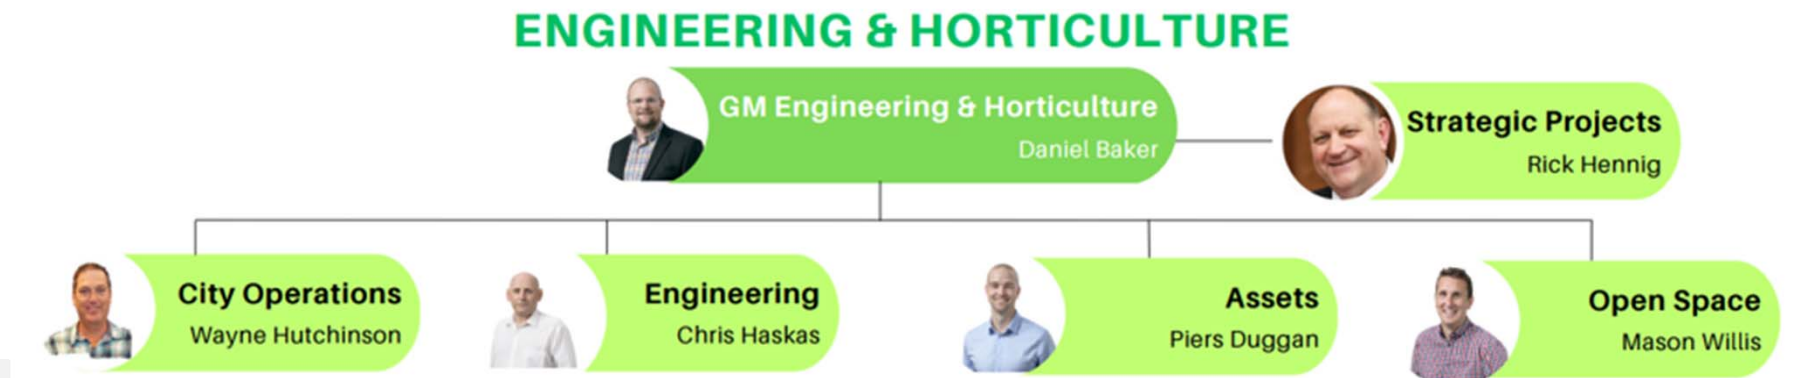 ENGINEERING & HORTICULTURE
GM Engineering & Horticulture
Daniel Baker
Strategic Projects
Rick Hennig
City Operations
Wayne Hutchinson
Engineering
Chris Haskas
Assets
Piers Duggan
Open Space
Mason Willis